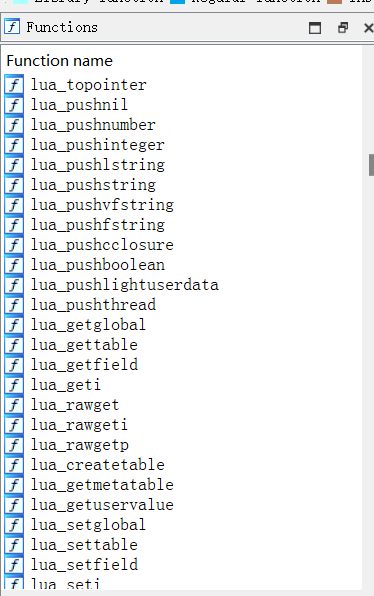 Library function Regular function Ins
Functions
Function name
lua_topointer
lua_pushnil
lua_pushnumber
lua_pushinteger
lua_pushlstring
lua_pushstring
lua_pushvfstring
lua_pushfstring
lua_pushcclosure
lua_pushboolean
lua_pushlightuserdata
lua_pushthread
lua_getglobal
lua_gettable
lua_getfield
lua_geti
lua_rawget
lua_rawgeti
lua_rawgetp
lua_createtable
lua_getmetatable
lua_getuservalue
lua_setglobal
lua_settable
lua_setfield
lua_seti